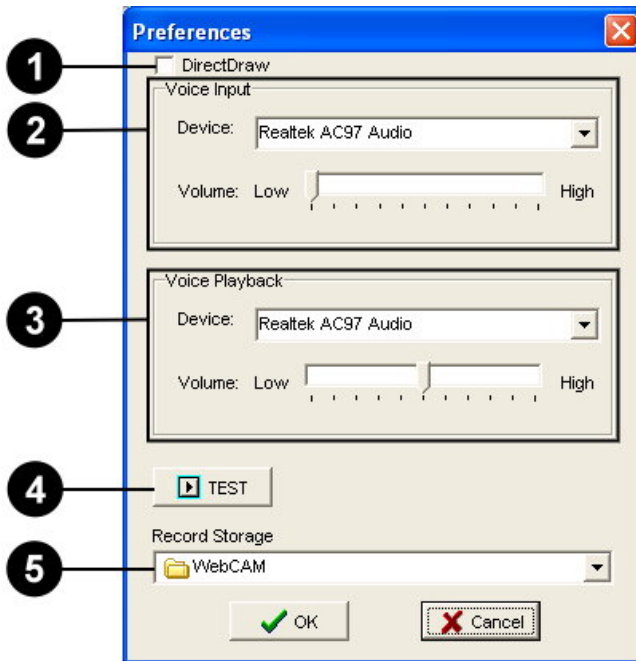 Preferences
1 DirectDraw
Voice Input
2 Device: Realtek AC97 Audio
Volume: Low High
Voice Playback
3 Device: Realtek AC97 Audio
Volume: Low High
4 TEST
Record Storage
5 WebCAM
OK Cancel